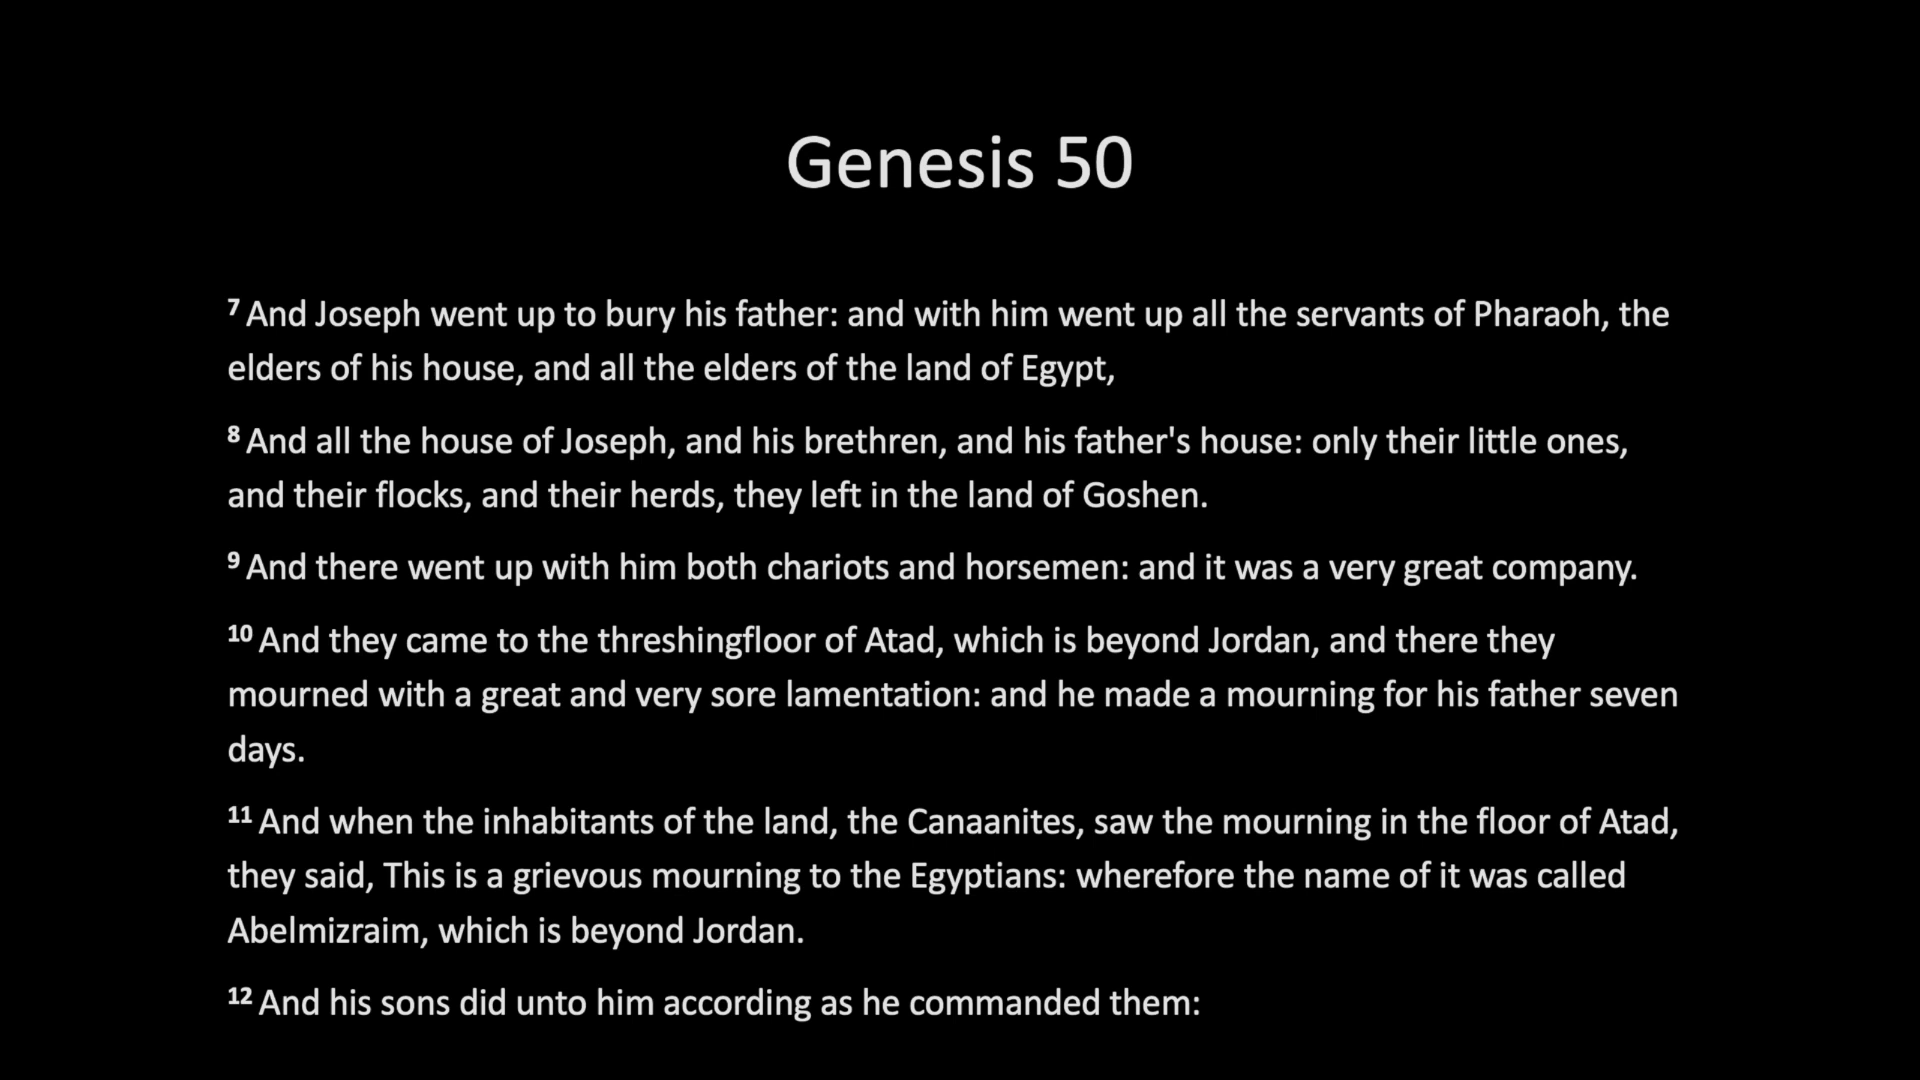 Genesis 50
7 And Joseph went up to bury his father: and with him went up all the servants of Pharaoh, the
elders of his house, and all the elders of the land of Egypt,
8 And all the house of Joseph, and his brethren, and his father's house: only their little ones,
and their flocks, and their herds, they left in the land of Goshen.
9 And there went up with him both chariots and horsemen: and it was a very great company.
10 And they came to the threshingfloor of Atad, which is beyond Jordan, and there they
mourned with a great and very sore lamentation: and he made a mourning for his father seven
days.
11 And when the inhabitants of the land, the Canaanites, saw the mourning in the floor of Atad,
they said, This is a grievous mourning to the Egyptians: wherefore the name of it was called
Abelmizraim, which is beyond Jordan.
12 And his sons did unto him according as he commanded them: